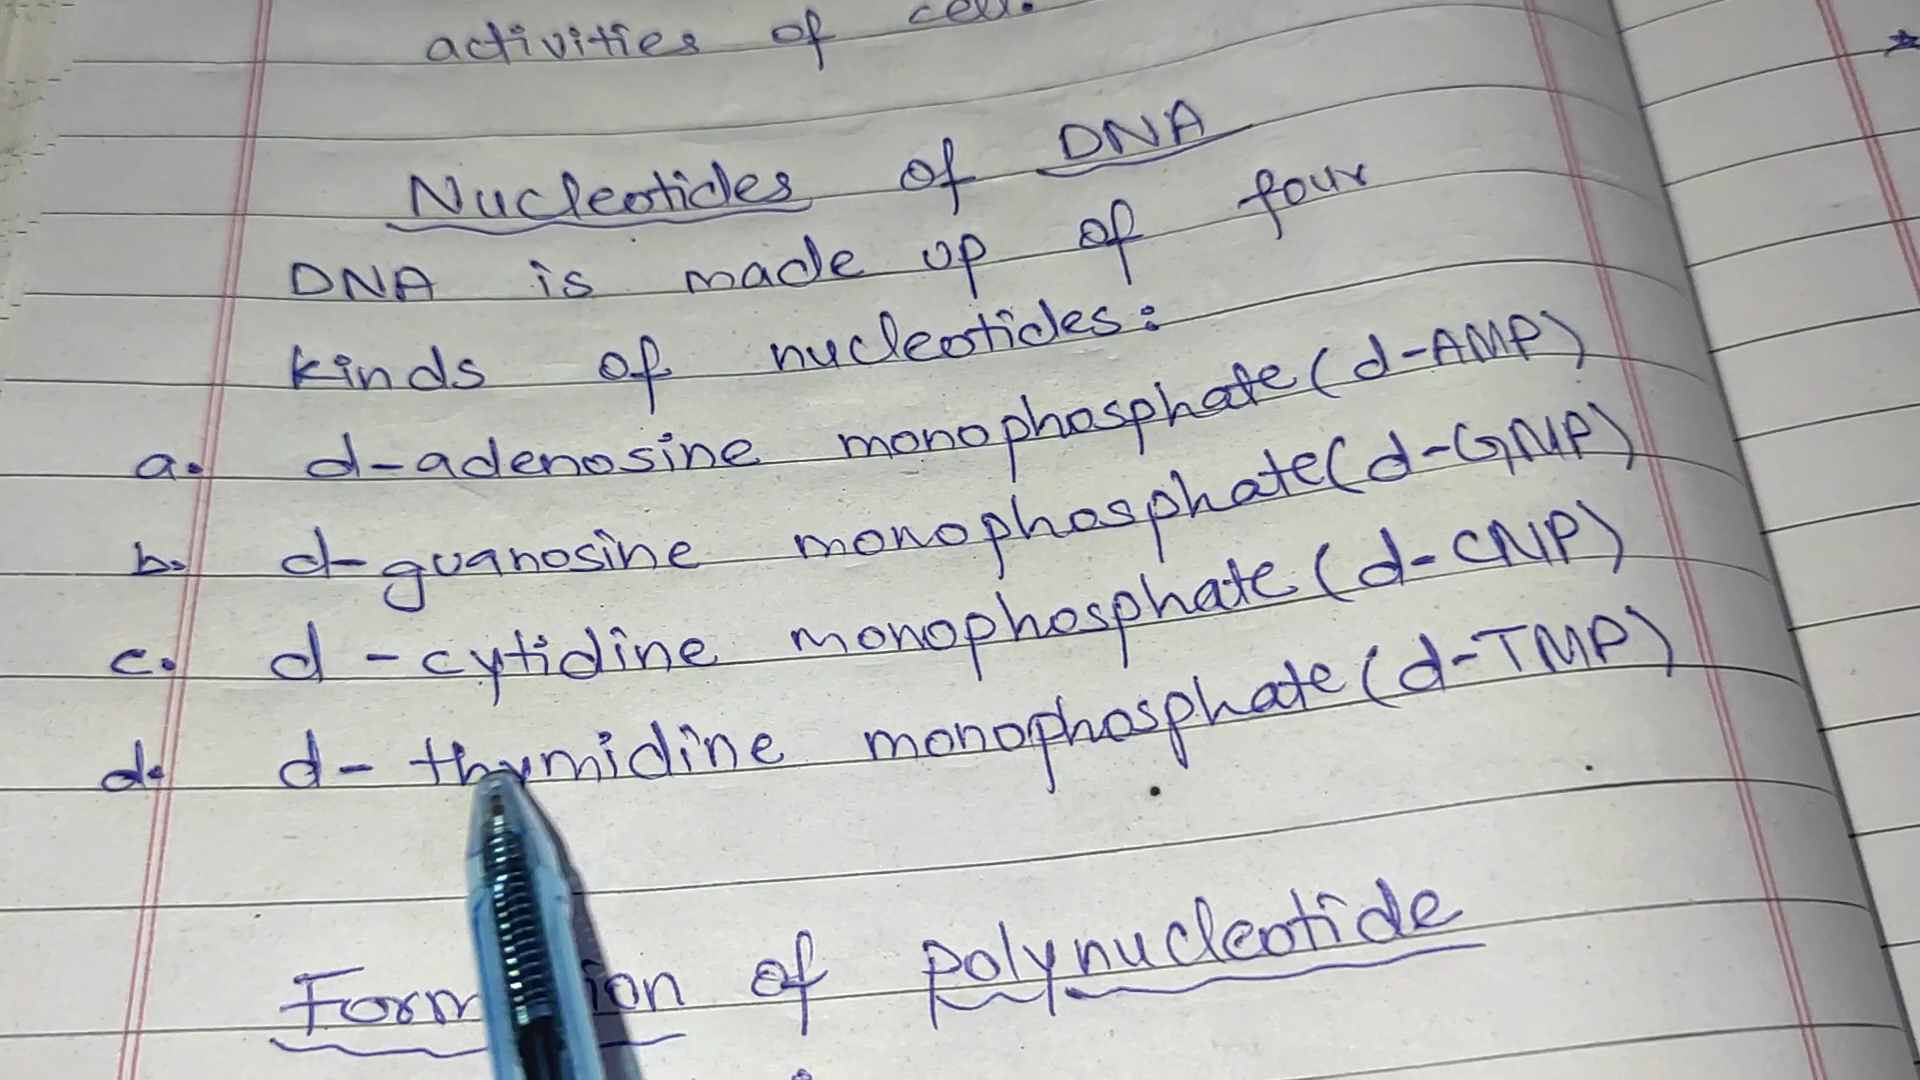 activities of cell.
Nucleotides of DNA
DNA is made up of four
kinds of nucleotides:
a. d-adenosine monophosphate (d-AMP)
b. d-guanosine monophosphate (d-GMP)
c. d-cytidine monophosphate (d-CMP)
d. d-thymidine monophosphate (d-TMP)
of polynucleotide